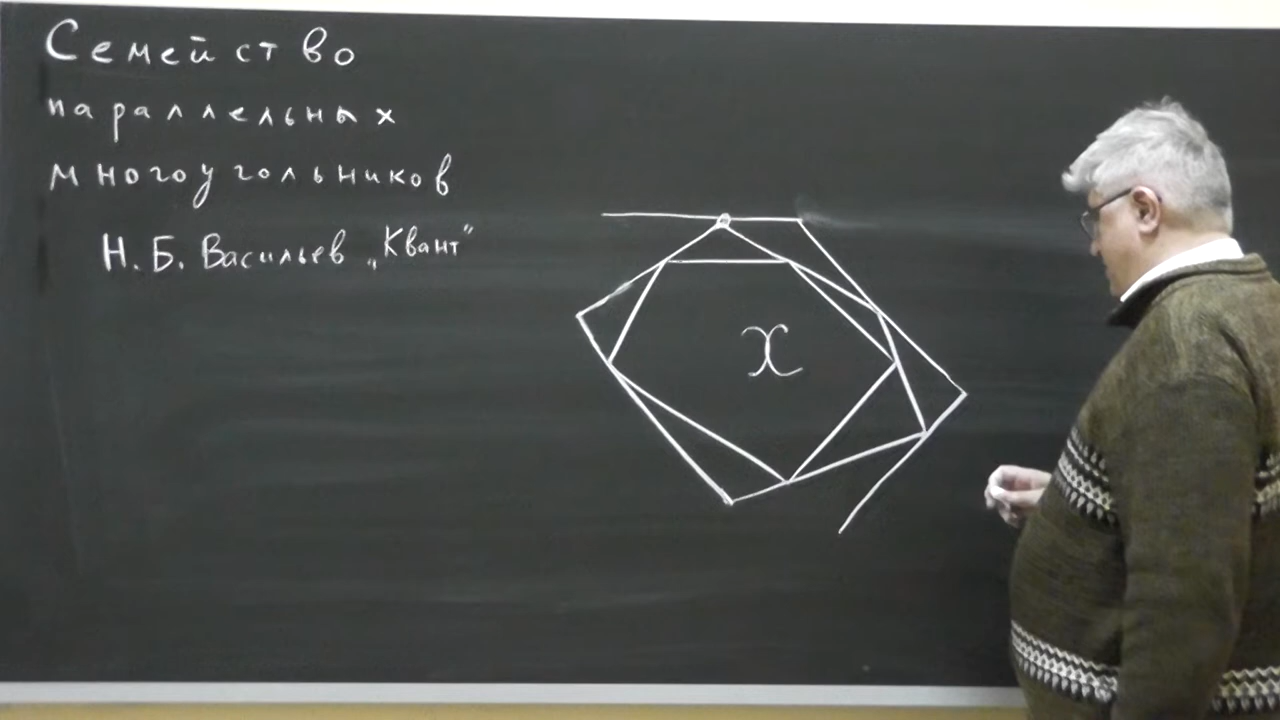 Семейство
параллельных
многоугольников
Н. Б. Васильев „Квант"
X